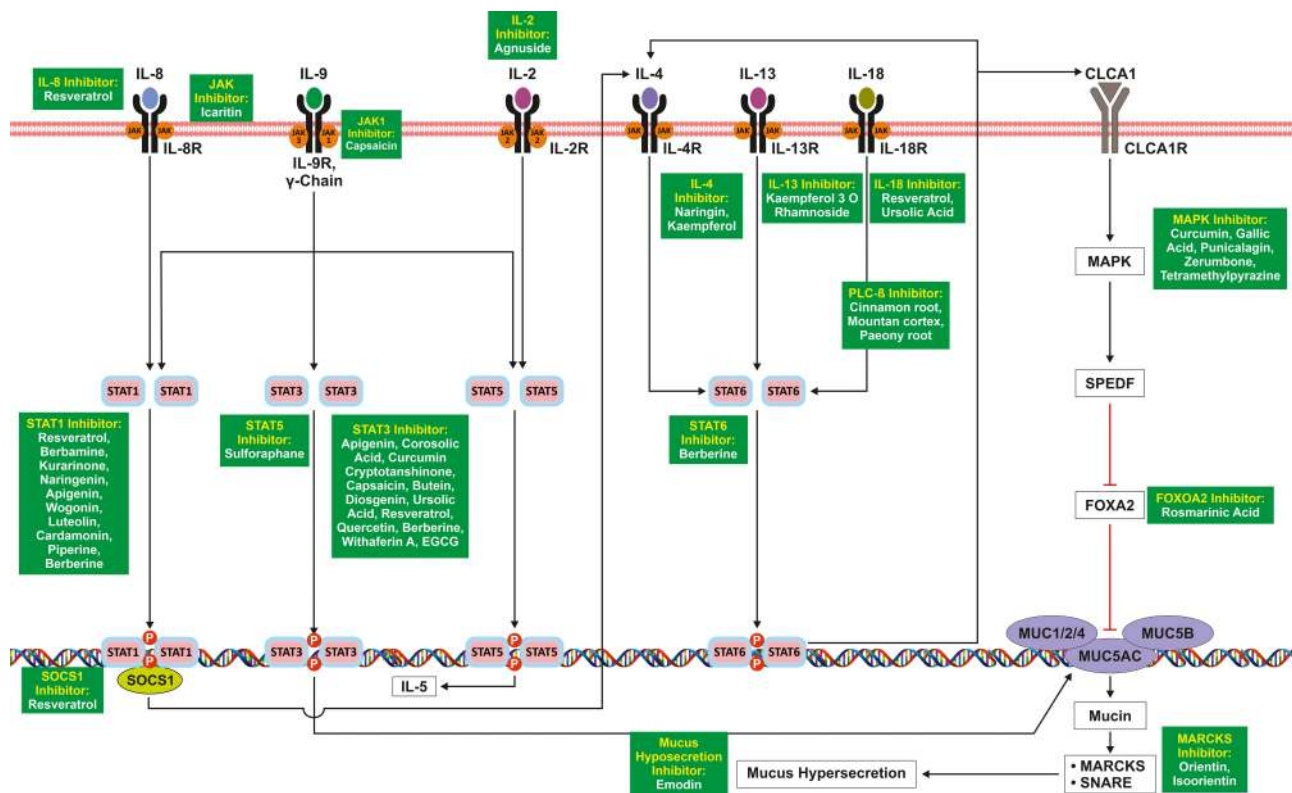 IL-2
Inhibitor:
Agnuside
IL-8 Inhibitor:
Resveratrol
IL-8
JAK
Inhibitor:
Icaritin
IL-9
JAK1
Inhibitor:
Capsaicin
IL-2
IL-4
IL-13
IL-18
CLCA1
JAK
JAK
JAK
3
JAK
1
JAK
2
JAK
2
JAK
JAK
JAK
JAK
JAK
JAK
IL-8R
IL-9R,
γ-Chain
IL-2R
IL-4R
IL-13R
IL-18R
CLCA1R
IL-4
Inhibitor:
Naringin,
Kaempferol
IL-13 Inhibitor:
Kaempferol 3 O
Rhamnoside
IL-18 Inhibitor:
Resveratrol,
Ursolic Acid
MAPK
MAPK Inhibitor:
Curcumin, Gallic
Acid, Punicalagin,
Zerumbone,
Tetramethylpyrazine
PLC-ß Inhibitor:
Cinnamon root,
Mountan cortex,
Paeony root
STAT1
STAT1
STAT3
STAT3
STAT5
STAT5
STAT6
STAT6
SPEDF
STAT1 Inhibitor:
Resveratrol,
Berbamine,
Kurarinone,
Naringenin,
Apigenin,
Wogonin,
Luteolin,
Cardamonin,
Piperine,
Berberine
STAT5
Inhibitor:
Sulforaphane
STAT3 Inhibitor:
Apigenin, Corosolic
Acid, Curcumin
Cryptotanshinone,
Capsaicin, Butein,
Diosgenin, Ursolic
Acid, Resveratrol,
Quercetin, Berberine,
Withaferin A, EGCG
STAT6
Inhibitor:
Berberine
FOXA2
FOXOA2 Inhibitor:
Rosmarinic Acid
P
STAT1
STAT1
P
P
STAT3
STAT3
P
P
STAT5
STAT5
P
P
STAT6
STAT6
P
MUC1/2/4
MUC5B
MUC5AC
SOCS1
Inhibitor:
Resveratrol
SOCS1
IL-5
Mucin
Mucus
Hyposecretion
Inhibitor:
Emodin
Mucus Hypersecretion
• MARCKS
• SNARE
MARCKS
Inhibitor:
Orientin,
Isoorientin